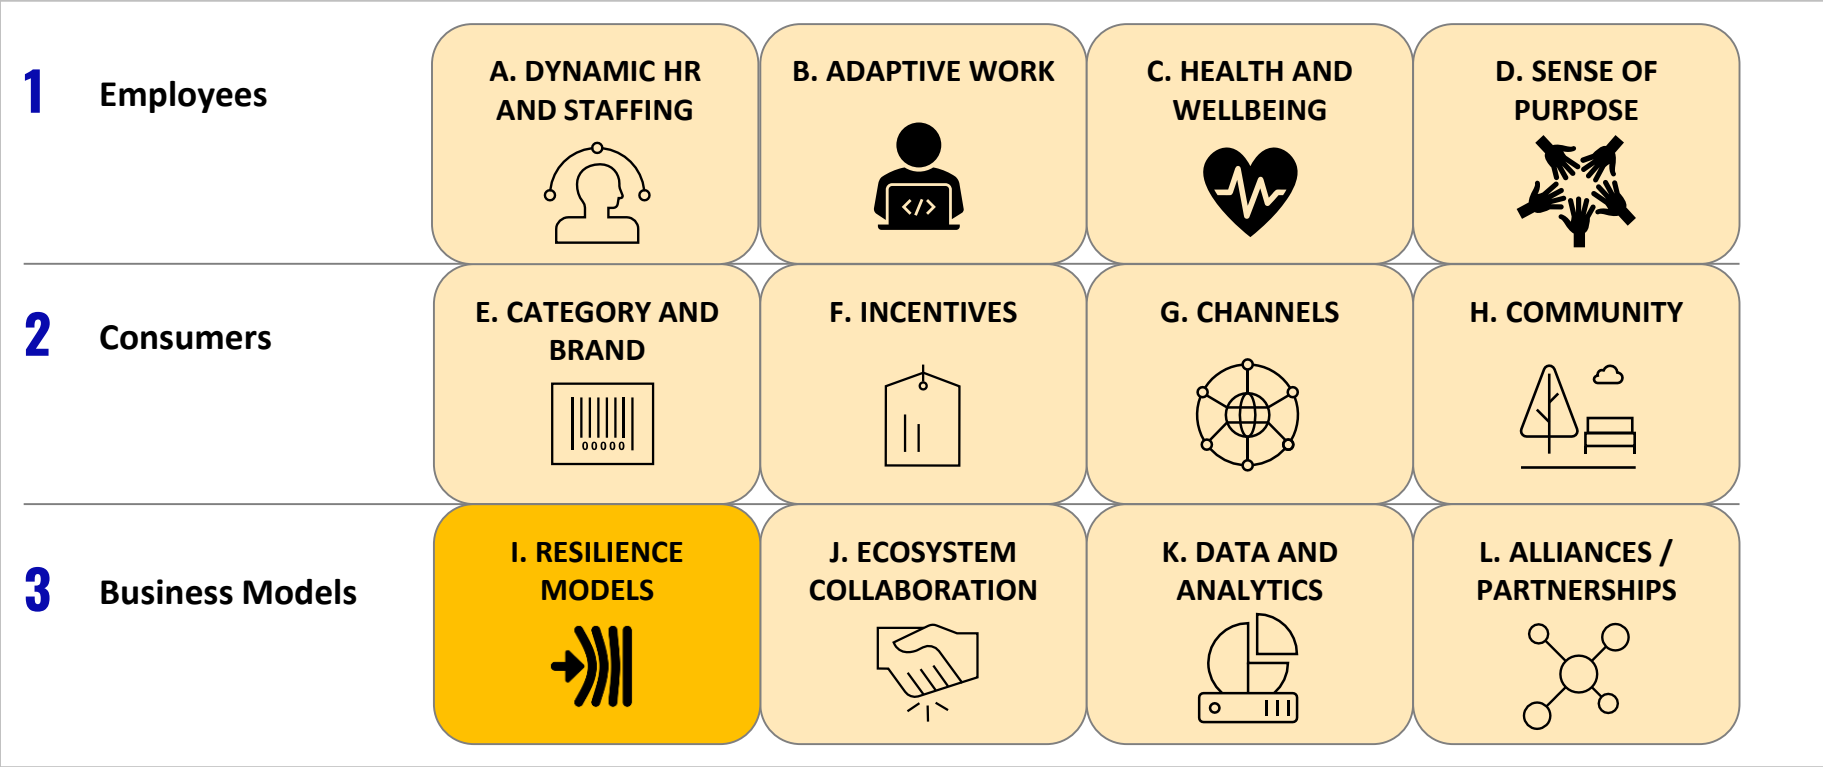 1
Employees
A. DYNAMIC HR
AND STAFFING
B. ADAPTIVE WORK
</>
C. HEALTH AND
WELLBEING
D. SENSE OF
PURPOSE
2
Consumers
E. CATEGORY AND
BRAND
00000
F. INCENTIVES
G. CHANNELS
H. COMMUNITY
3
Business Models
I. RESILIENCE
MODELS
J. ECOSYSTEM
COLLABORATION
K. DATA AND
ANALYTICS
L. ALLIANCES /
PARTNERSHIPS